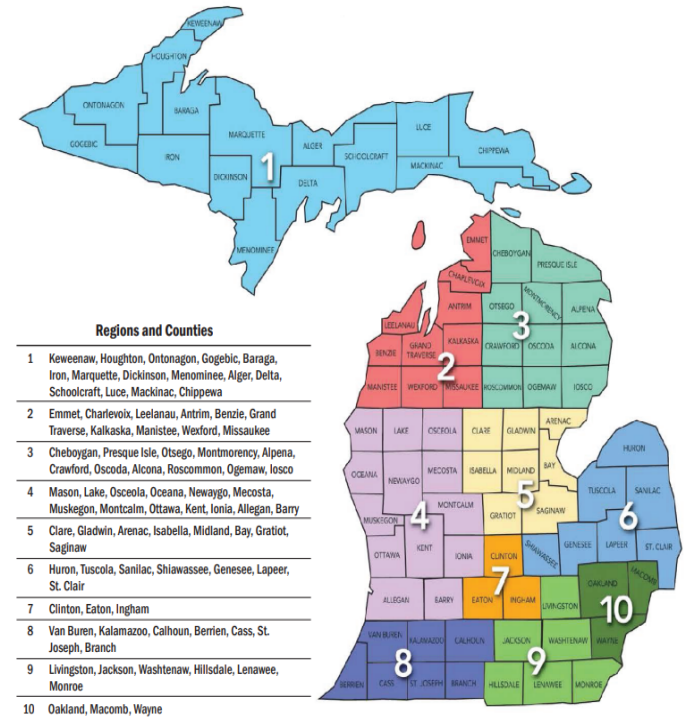 KEWEENAW
HOUGHTON
ONTONAGON
BARAGA
GOGEBIC
IRON
MARQUETTE
DICKINSON
1
ALGER
DELTA
MENOMINEE
SCHOOLCRAFT
LUCE
MACKINAC
CHIPPEWA
EMMET
CHEBOYGAN
PRESQUE ISLE
CHARLEVOIX
ANTRIM
OTSEGO
MONTMORENCY
ALPENA
3
LEELANAU
BENZIE
GRAND
TRAVERSE
KALKASKA
CRAWFORD
OSCODA
ALCONA
2
MANISTEE
WEXFORD
MISSAUKEE
ROSCOMMON
OGEMAW
IOSCO
MASON
LAKE
OSCEOLA
CLARE
GLADWIN
ARENAC
HURON
OCEANA
NEWAYGO
MECOSTA
ISABELLA
MIDLAND
BAY
TUSCOLA
SANILAC
5
6
MUSKEGON
4
MONTCALM
GRATIOT
SAGINAW
OTTAWA
KENT
IONIA
CLINTON
SHIAWASSEE
GENESEE
LAPEER
ST. CLAIR
7
ALLEGAN
BARRY
EATON
INGHAM
LIVINGSTON
OAKLAND
MACOMB
10
VAN BUREN
KALAMAZOO
CALHOUN
JACKSON
WASHTENAW
WAYNE
8
9
BERRIEN
CASS
ST. JOSEPH
BRANCH
HILLSDALE
LENAWEE
MONROE
Regions and Counties
1 Keweenaw, Houghton, Ontonagon, Gogebic, Baraga,
Iron, Marquette, Dickinson, Menominee, Alger, Delta,
Schoolcraft, Luce, Mackinac, Chippewa
2 Emmet, Charlevoix, Leelanau, Antrim, Benzie, Grand
Traverse, Kalkaska, Manistee, Wexford, Missaukee
3 Cheboygan, Presque Isle, Otsego, Montmorency, Alpena,
Crawford, Oscoda, Alcona, Roscommon, Ogemaw, Iosco
4 Mason, Lake, Osceola, Oceana, Newaygo, Mecosta,
Muskegon, Montcalm, Ottawa, Kent, Ionia, Allegan, Barry
5 Clare, Gladwin, Arenac, Isabella, Midland, Bay, Gratiot,
Saginaw
6 Huron, Tuscola, Sanilac, Shiawassee, Genesee, Lapeer,
St. Clair
7 Clinton, Eaton, Ingham
8 Van Buren, Kalamazoo, Calhoun, Berrien, Cass, St.
Joseph, Branch
9 Livingston, Jackson, Washtenaw, Hillsdale, Lenawee,
Monroe
10 Oakland, Macomb, Wayne